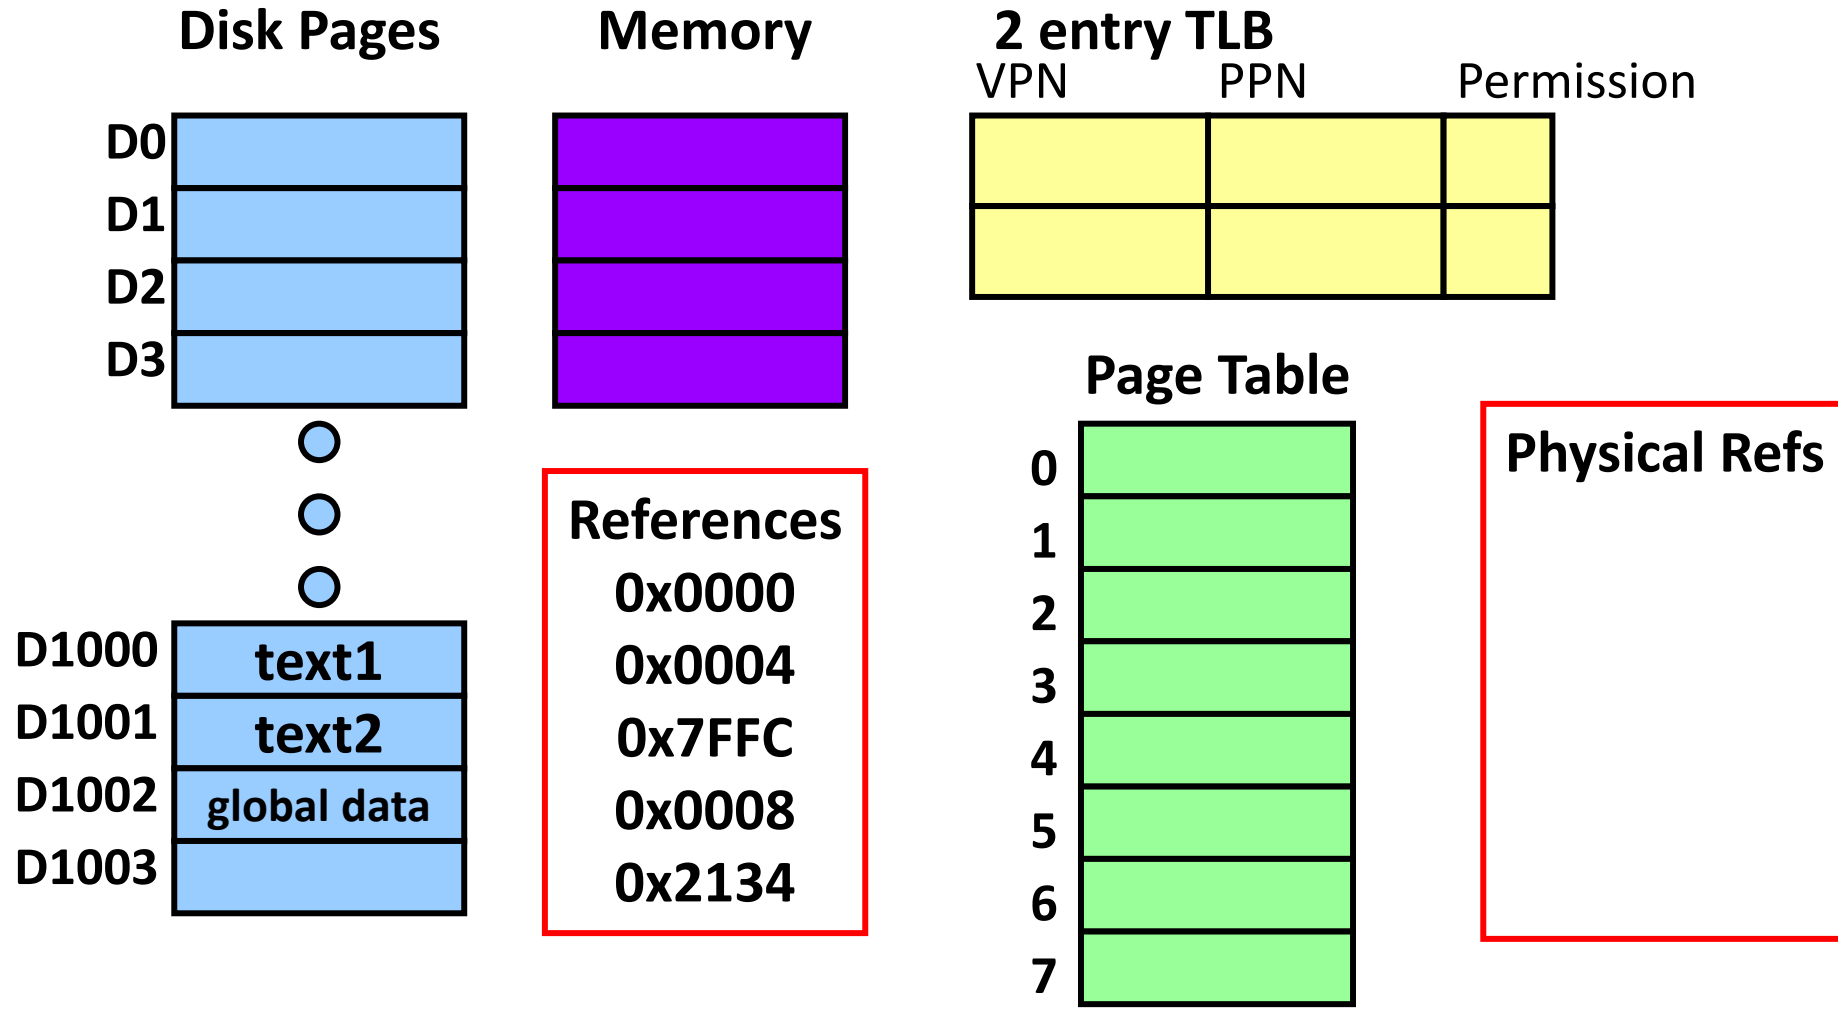 Disk Pages
Memory
2 entry TLB
VPN
PPN
Permission
D0
D1
D2
D3
Page Table
Physical Refs
References
0x0000
0x0004
0x7FFC
0x0008
0x2134
0
1
2
3
4
5
6
7
D1000
text1
D1001
text2
D1002
global data
D1003